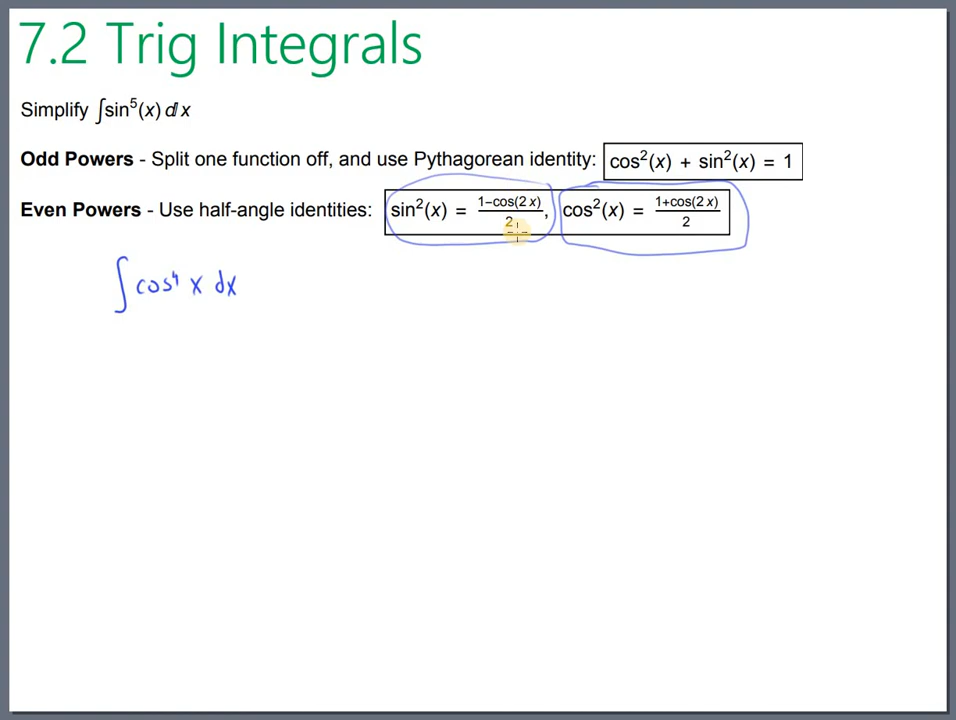 7.2 Trig Integrals
Simplify ∫sin⁵(x) dx
Odd Powers - Split one function off, and use Pythagorean identity: cos²(x) + sin²(x) = 1
Even Powers - Use half-angle identities: sin²(x) = (1−cos(2x))/2, cos²(x) = (1+cos(2x))/2
∫cos⁴ x dx